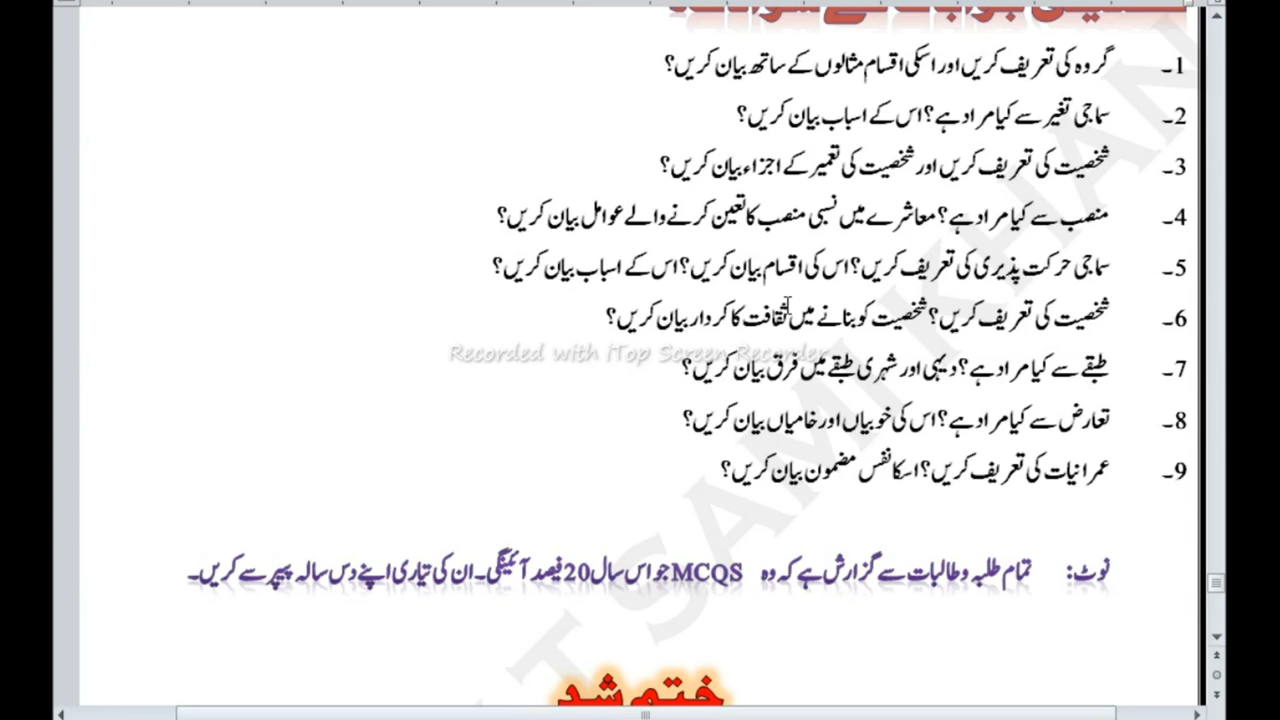 تفصیلی جوابات کے سوالات:
1۔ گروہ کی تعریف کریں اور اسکی اقسام مثالوں کے ساتھ بیان کریں؟
2۔ سماجی تغیر سے کیا مراد ہے؟ اس کے اسباب بیان کریں؟
3۔ شخصیت کی تعریف کریں اور شخصیت کی تعمیر کے اجزاء بیان کریں؟
4۔ منصب سے کیا مراد ہے؟ معاشرے میں نسبی منصب کا تعین کرنے والے عوامل بیان کریں؟
5۔ سماجی حرکت پذیری کی تعریف کریں؟ اس کی اقسام بیان کریں؟ اس کے اسباب بیان کریں؟
6۔ شخصیت کی تعریف کریں؟ شخصیت کو بنانے میں ثقافت کا کردار بیان کریں؟
Recorded with iTop Screen Recorder
7۔ طبقے سے کیا مراد ہے؟ دیہی اور شہری طبقے میں فرق بیان کریں؟
8۔ تعارض سے کیا مراد ہے؟ اس کی خوبیاں اور خامیاں بیان کریں؟
9۔ عمرانیات کی تعریف کریں؟ اسکا نفس مضمون بیان کریں؟
نوٹ: تمام طلبہ و طالبات سے گزارش ہے کہ وہ MCQS جو اس سال 20 فیصد آئینگی۔ ان کی تیاری اپنے دس سالہ پیپر سے کریں۔
T SAMI KHAN
ختم شد